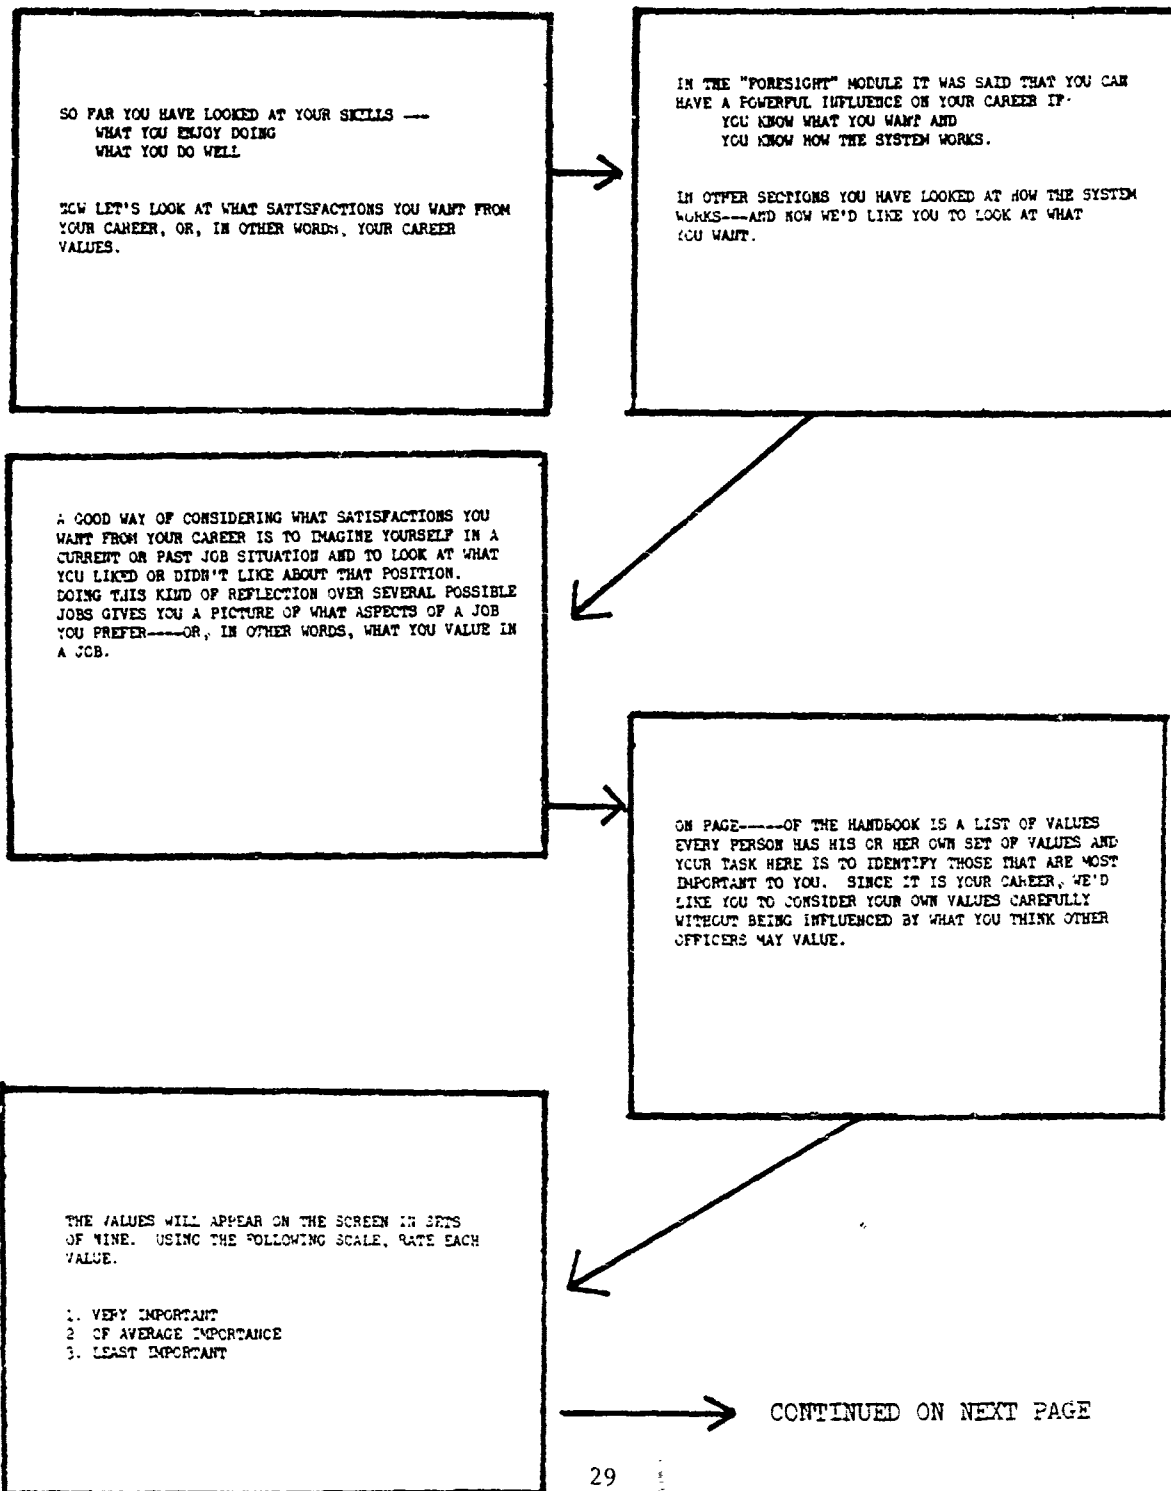 SO FAR YOU HAVE LOOKED AT YOUR SKILLS ---
WHAT YOU ENJOY DOING
WHAT YOU DO WELL
NOW LET'S LOOK AT WHAT SATISFACTIONS YOU WANT FROM
YOUR CAREER, OR, IN OTHER WORDS, YOUR CAREER
VALUES.
IN THE "FORESIGHT" MODULE IT WAS SAID THAT YOU CAN
HAVE A POWERFUL INFLUENCE ON YOUR CAREER IF-
YOU KNOW WHAT YOU WANT AND
YOU KNOW HOW THE SYSTEM WORKS.
IN OTHER SECTIONS YOU HAVE LOOKED AT HOW THE SYSTEM
WORKS---AND NOW WE'D LIKE YOU TO LOOK AT WHAT
YOU WANT.
A GOOD WAY OF CONSIDERING WHAT SATISFACTIONS YOU
WANT FROM YOUR CAREER IS TO IMAGINE YOURSELF IN A
CURRENT OR PAST JOB SITUATION AND TO LOOK AT WHAT
YOU LIKED OR DIDN'T LIKE ABOUT THAT POSITION.
DOING THIS KIND OF REFLECTION OVER SEVERAL POSSIBLE
JOBS GIVES YOU A PICTURE OF WHAT ASPECTS OF A JOB
YOU PREFER----OR, IN OTHER WORDS, WHAT YOU VALUE IN
A JOB.
ON PAGE-----OF THE HANDBOOK IS A LIST OF VALUES
EVERY PERSON HAS HIS OR HER OWN SET OF VALUES AND
YOUR TASK HERE IS TO IDENTIFY THOSE THAT ARE MOST
IMPORTANT TO YOU. SINCE IT IS YOUR CAREER, WE'D
LIKE YOU TO CONSIDER YOUR OWN VALUES CAREFULLY
WITHOUT BEING INFLUENCED BY WHAT YOU THINK OTHER
OFFICERS MAY VALUE.
THE VALUES WILL APPEAR ON THE SCREEN IN SETS
OF NINE. USING THE FOLLOWING SCALE, RATE EACH
VALUE.
1. VERY IMPORTANT
2 OF AVERAGE IMPORTANCE
3. LEAST IMPORTANT
CONTINUED ON NEXT PAGE
29